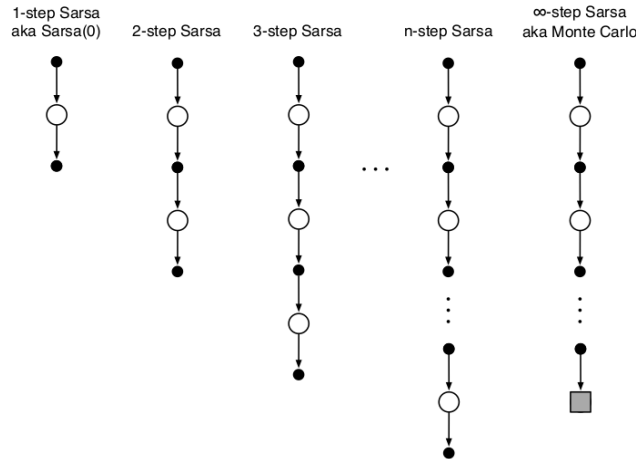 1-step Sarsa
aka Sarsa(0)
2-step Sarsa
3-step Sarsa
n-step Sarsa
∞-step Sarsa
aka Monte Carlo